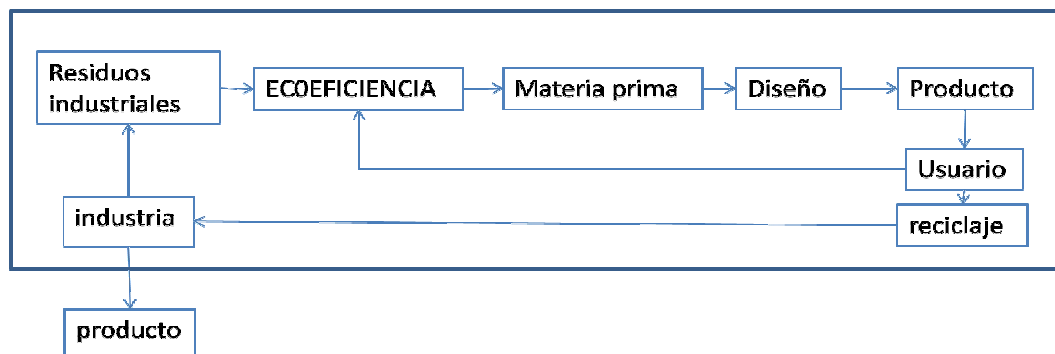 Residuos
industriales
EC0EFICIENCIA
Materia prima
Diseño
Producto
Usuario
industria
reciclaje
producto